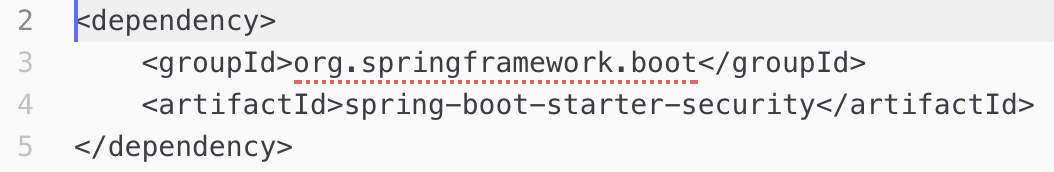 2 <dependency>
3     <groupId>org.springframework.boot</groupId>
4     <artifactId>spring-boot-starter-security</artifactId>
5 </dependency>